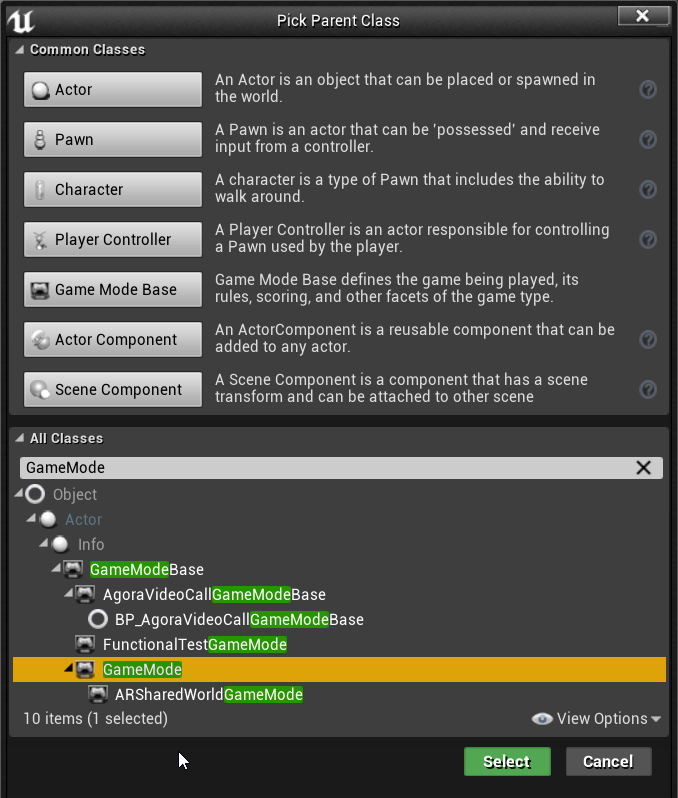 Pick Parent Class
Common Classes
Actor
An Actor is an object that can be placed or spawned in
the world.
Pawn
A Pawn is an actor that can be 'possessed' and receive
input from a controller.
Character
A character is a type of Pawn that includes the ability to
walk around.
Player Controller
A Player Controller is an actor responsible for controlling
a Pawn used by the player.
Game Mode Base
Game Mode Base defines the game being played, its
rules, scoring, and other facets of the game type.
Actor Component
An ActorComponent is a reusable component that can be
added to any actor.
Scene Component
A Scene Component is a component that has a scene
transform and can be attached to other scene
All Classes
GameMode
Object
Actor
Info
GameModeBase
AgoraVideoCallGameModeBase
BP_AgoraVideoCallGameModeBase
FunctionalTestGameMode
GameMode
ARSharedWorldGameMode
10 items (1 selected)
View Options
Select
Cancel